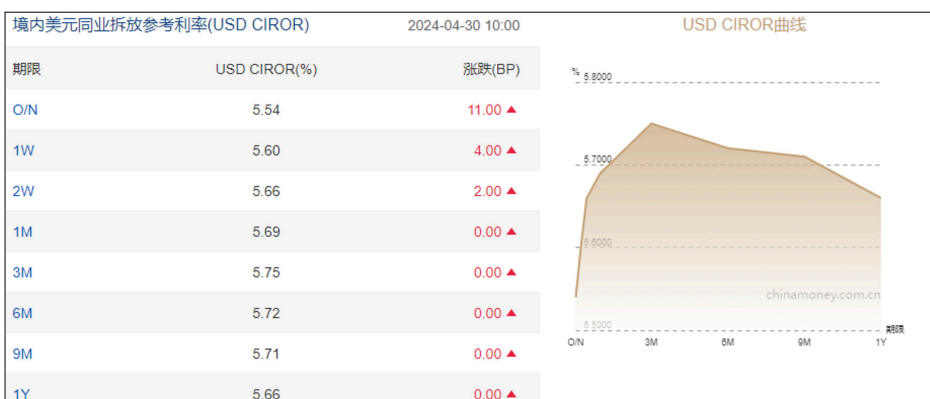 境内美元同业拆放参考利率(USD CIROR) 2024-04-30 10:00
期限 USD CIROR(%) 涨跌(BP)
O/N 5.54 11.00 ▲
1W 5.60 4.00 ▲
2W 5.66 2.00 ▲
1M 5.69 0.00 ▲
3M 5.75 0.00 ▲
6M 5.72 0.00 ▲
9M 5.71 0.00 ▲
1Y 5.66 0.00 ▲
USD CIROR曲线
% 5.8000
5.7000
5.6000
chinamoney.com.cn
5.5000
期限
O/N 3M 6M 9M 1Y